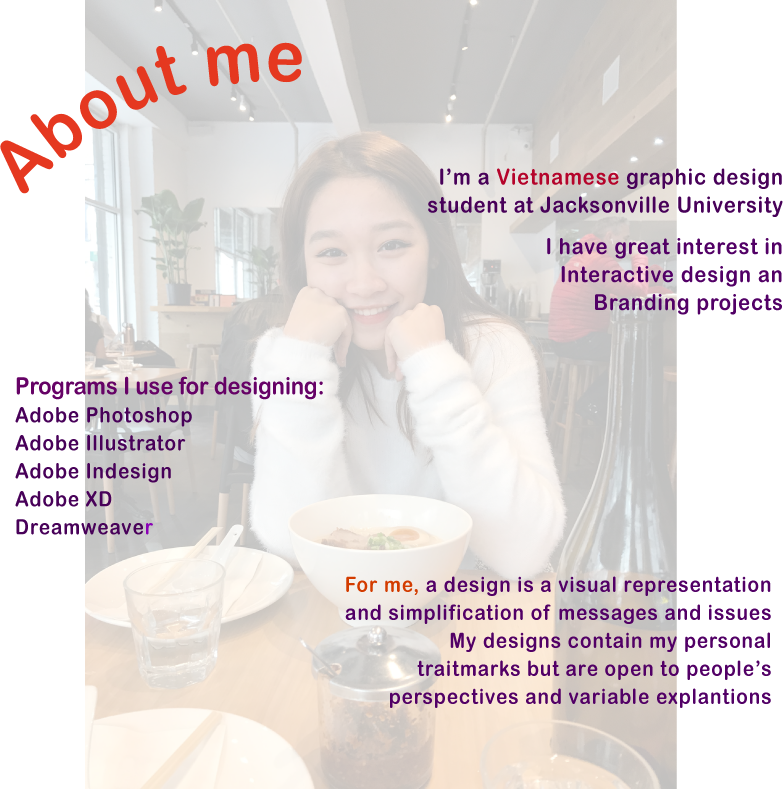 About me
I'm a Vietnamese graphic design
student at Jacksonville University
I have great interest in
Interactive design an
Branding projects
Programs I use for designing:
Adobe Photoshop
Adobe Illustrator
Adobe Indesign
Adobe XD
Dreamweaver
For me, a design is a visual representation
and simplification of messages and issues
My designs contain my personal
traitmarks but are open to people's
perspectives and variable explantions